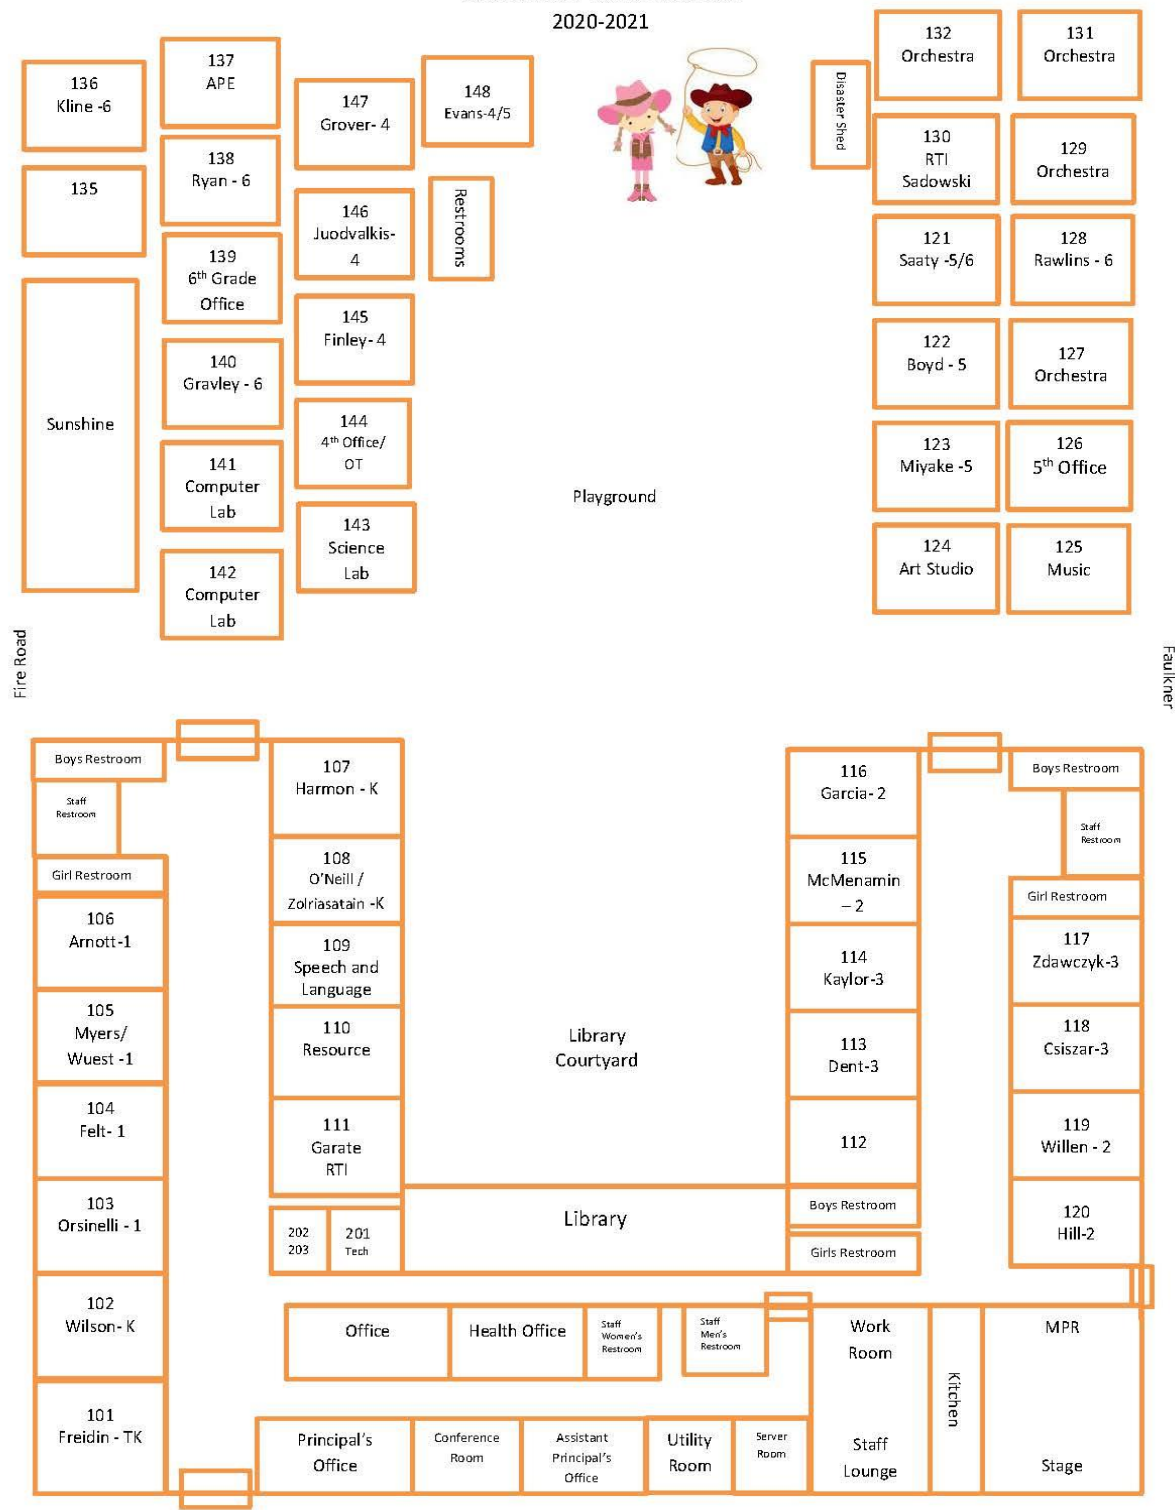 2020-2021
132
Orchestra
131
Orchestra
137
APE
136
Kline -6
148
Evans-4/5
147
Grover- 4
Disaster Shed
130
RTI
Sadowski
129
Orchestra
138
Ryan - 6
135
Restrooms
146
Juodvalkis-
4
121
Saaty -5/6
128
Rawlins - 6
139
6th Grade
Office
145
Finley- 4
122
Boyd - 5
127
Orchestra
140
Gravley - 6
Sunshine
144
4th Office/
OT
123
Miyake -5
126
5th Office
141
Computer
Lab
Playground
143
Science
Lab
124
Art Studio
125
Music
142
Computer
Lab
Fire Road
Faulkner
Boys Restroom
107
Harmon - K
116
Garcia- 2
Boys Restroom
Staff
Restroom
Staff
Restroom
108
O'Neill /
Zolriasatain -K
115
McMenamin
– 2
Girl Restroom
Girl Restroom
106
Arnott-1
109
Speech and
Language
114
Kaylor-3
117
Zdawczyk-3
105
Myers/
Wuest -1
110
Resource
Library
Courtyard
113
Dent-3
118
Csiszar-3
104
Felt- 1
111
Garate
RTI
112
119
Willen - 2
103
Orsinelli - 1
202
203
201
Tech
Library
Boys Restroom
Girls Restroom
120
Hill-2
102
Wilson- K
Office
Health Office
Staff
Women's
Restroom
Staff
Men's
Restroom
Work
Room
Kitchen
MPR
101
Freidin - TK
Principal's
Office
Conference
Room
Assistant
Principal's
Office
Utility
Room
Server
Room
Staff
Lounge
Stage